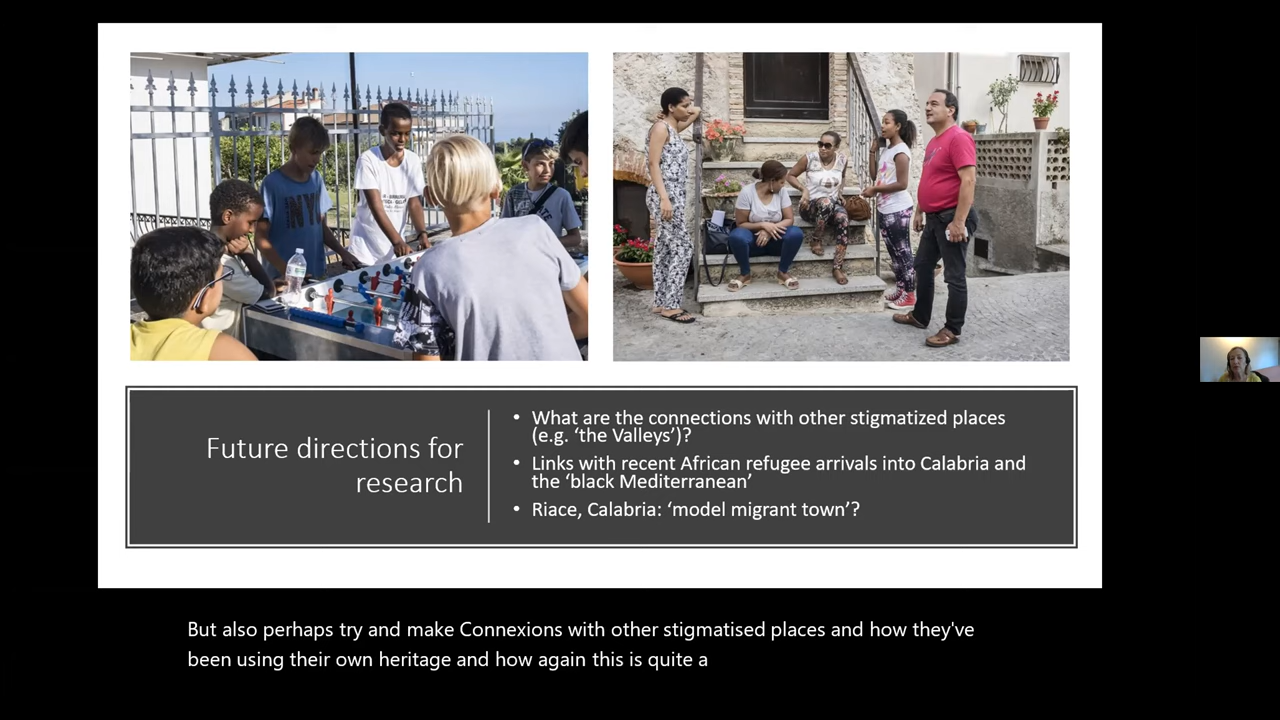 NYC
Future directions for
research
• What are the connections with other stigmatized places
(e.g. ‘the Valleys’)?
• Links with recent African refugee arrivals into Calabria and
the ‘black Mediterranean’
• Riace, Calabria: ‘model migrant town’?
But also perhaps try and make Connexions with other stigmatised places and how they've
been using their own heritage and how again this is quite a